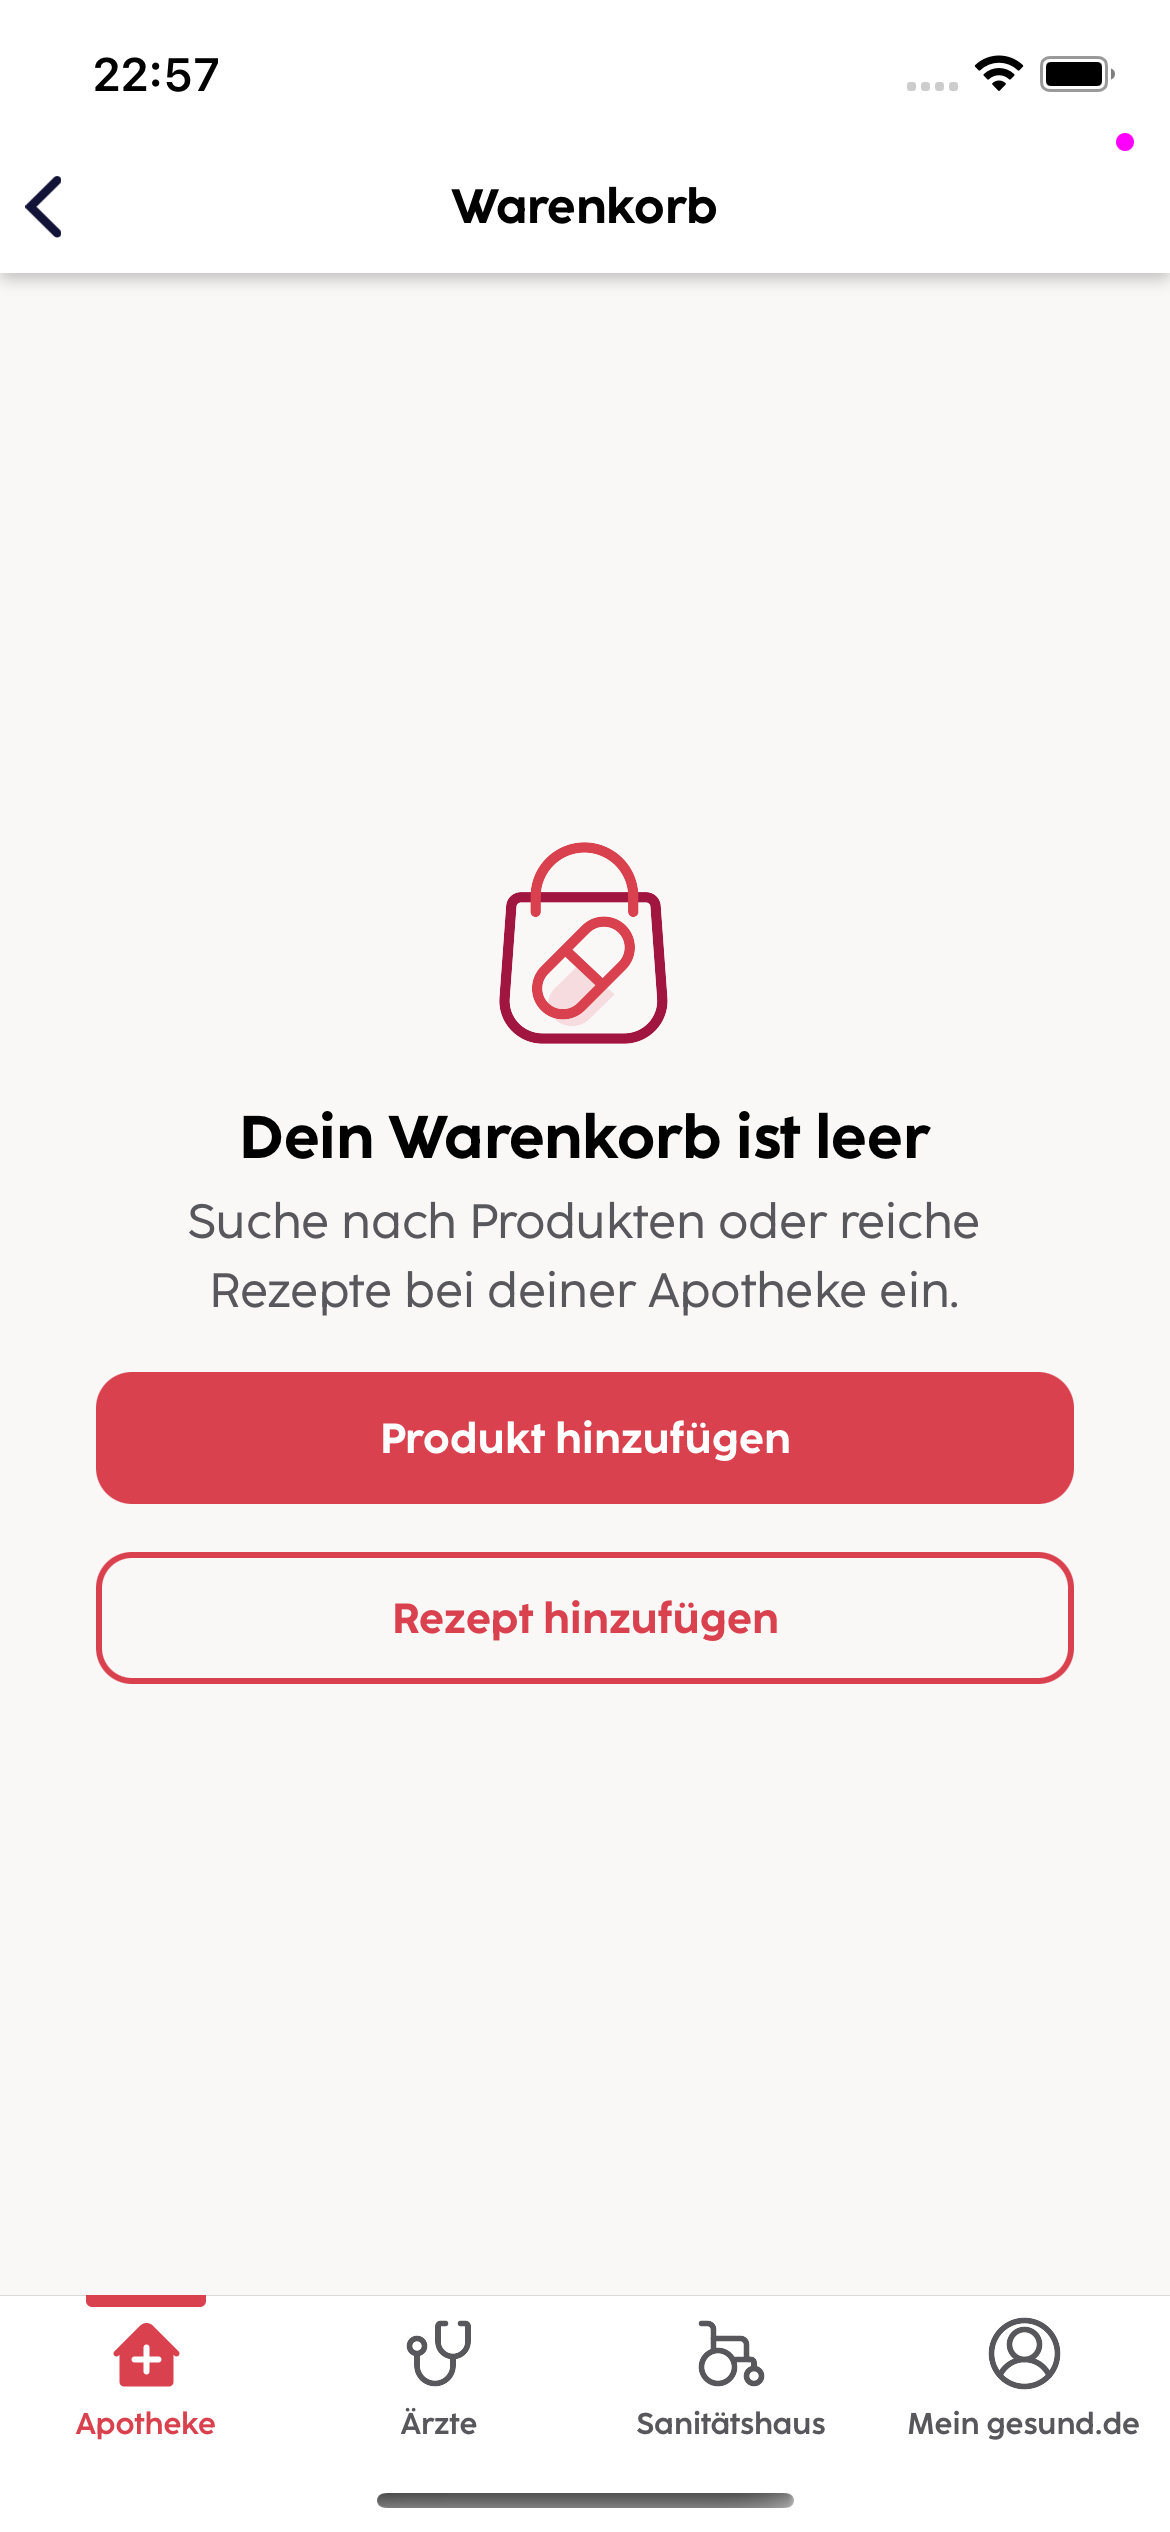 22:57
Warenkorb
Dein Warenkorb ist leer
Suche nach Produkten oder reiche
Rezepte bei deiner Apotheke ein.
Produkt hinzufügen
Rezept hinzufügen
Apotheke
Ärzte
Sanitätshaus
Mein gesund.de